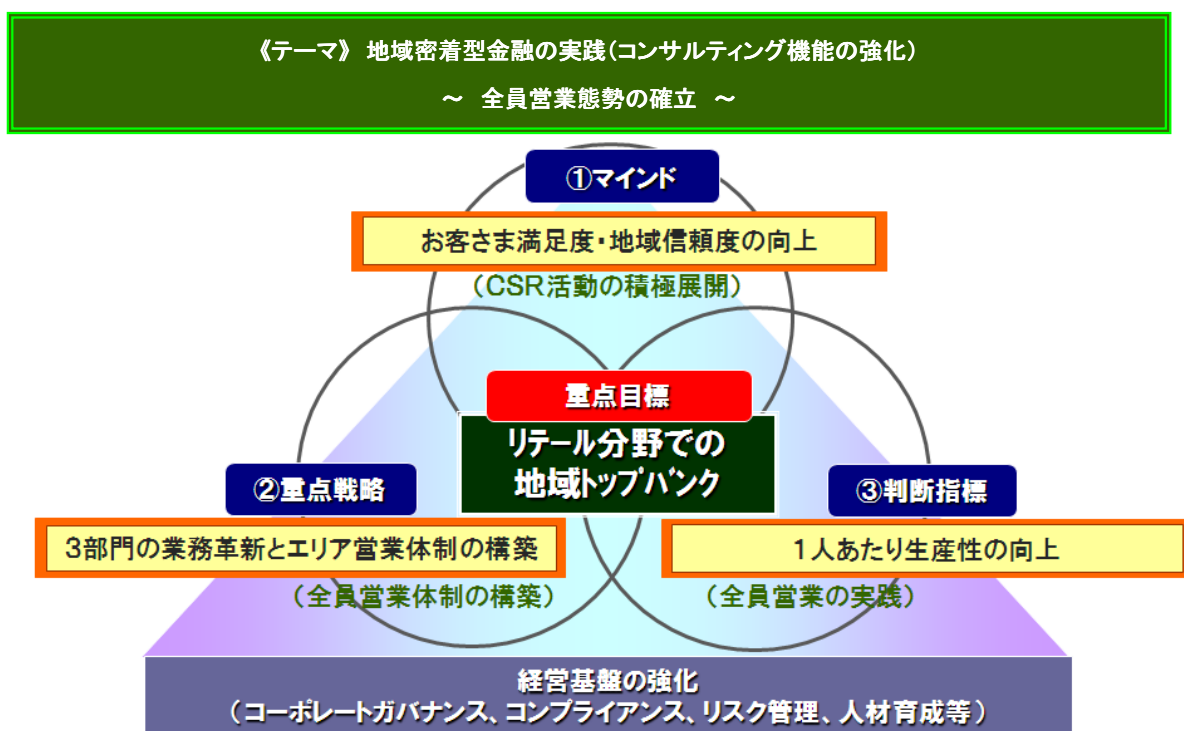 《テーマ》 地域密着型金融の実践(コンサルティング機能の強化)
～ 全員営業態勢の確立 ～
①マインド
お客さま満足度・地域信頼度の向上
(CSR活動の積極展開)
重点目標
リテール分野での
地域トップバンク
②重点戦略
3部門の業務革新とエリア営業体制の構築
(全員営業体制の構築)
③判断指標
1人あたり生産性の向上
(全員営業の実践)
経営基盤の強化
(コーポレートガバナンス、コンプライアンス、リスク管理、人材育成等)